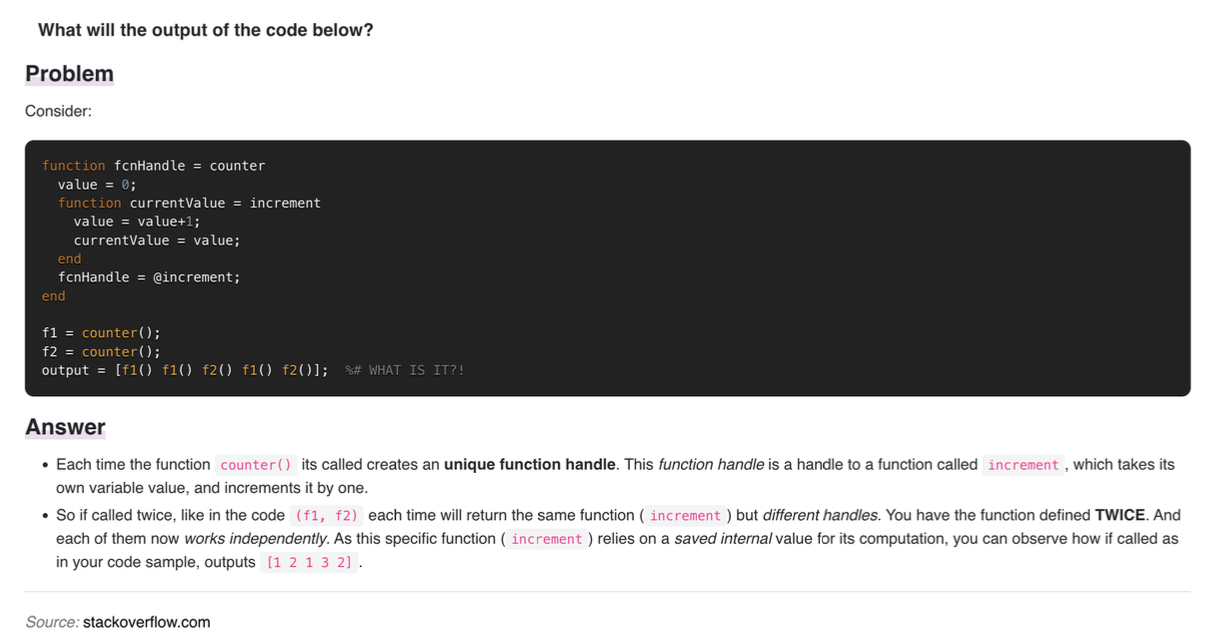 What will the output of the code below?
Problem
Consider:
function fcnHandle = counter
  value = 0;
  function currentValue = increment
    value = value+1;
    currentValue = value;
  end
  fcnHandle = @increment;
end
f1 = counter();
f2 = counter();
output = [f1() f1() f2() f1() f2()];  %# WHAT IS IT?!
Answer
• Each time the function counter() its called creates an unique function handle. This function handle is a handle to a function called increment , which takes its
own variable value, and increments it by one.
• So if called twice, like in the code (f1, f2) each time will return the same function ( increment ) but different handles. You have the function defined TWICE. And
each of them now works independently. As this specific function ( increment ) relies on a saved internal value for its computation, you can observe how if called as
in your code sample, outputs [1 2 1 3 2] .
Source: stackoverflow.com